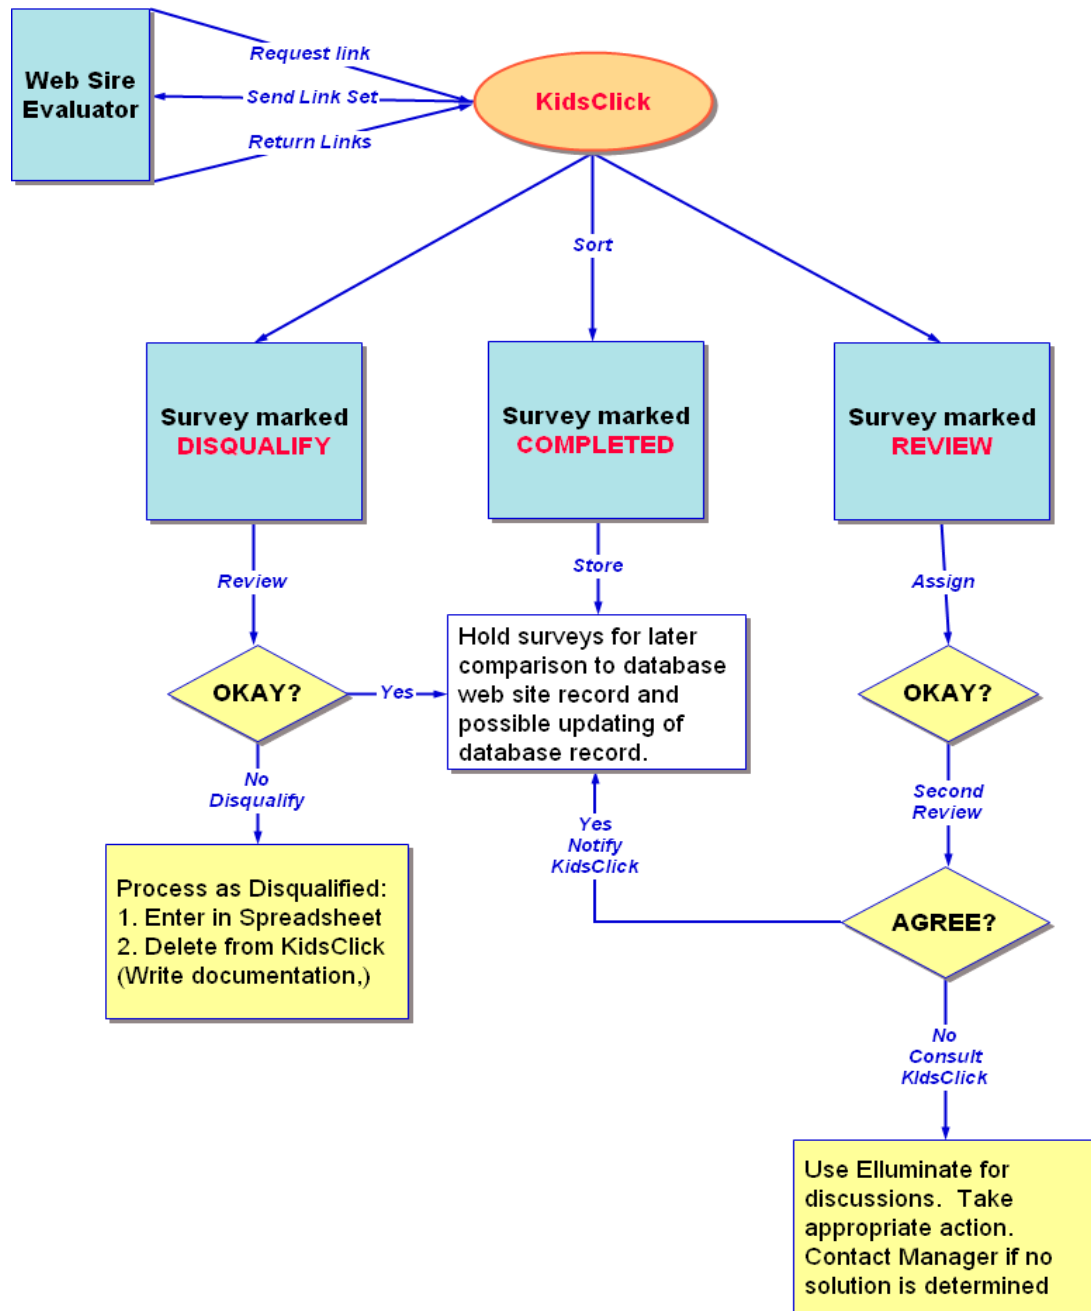 Request link
Web Sire
Evaluator
Send Link Set
KidsClick
Return Links
Sort
Survey marked
DISQUALIFY
Survey marked
COMPLETED
Survey marked
REVIEW
Review
Store
Assign
OKAY?
Yes
Hold surveys for later
comparison to database
web site record and
possible updating of
database record.
OKAY?
No
Disqualify
Second
Review
Yes
Notify
KidsClick
Process as Disqualified:
1. Enter in Spreadsheet
2. Delete from KidsClick
(Write documentation,)
AGREE?
No
Consult
KIdsClick
Use Elluminate for
discussions.  Take
appropriate action.
Contact Manager if no
solution is determined